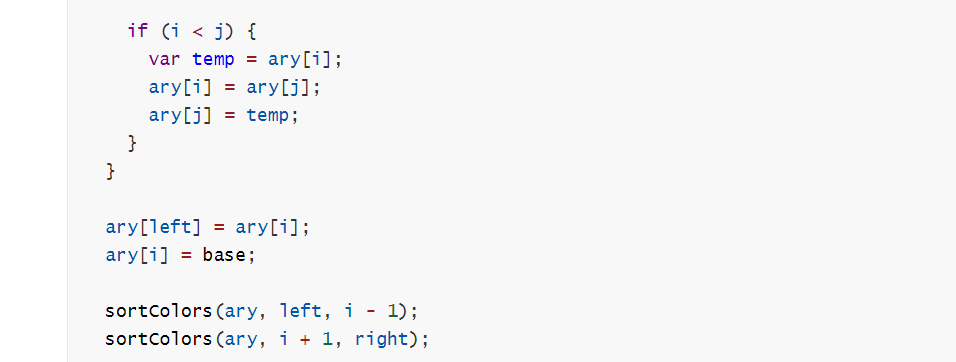 if (i < j) {
var temp = ary[i];
ary[i] = ary[j];
ary[j] = temp;
}
}
ary[left] = ary[i];
ary[i] = base;
sortColors(ary, left, i - 1);
sortColors(ary, i + 1, right);